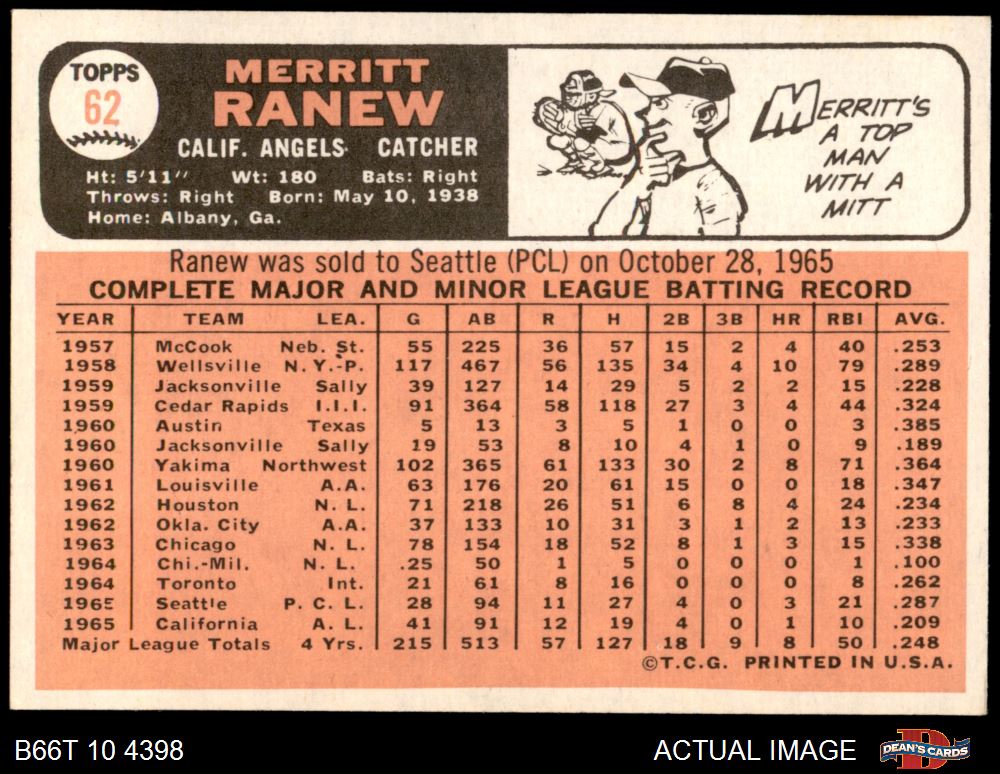 TOPPS
62
MERRITT
RANEW
CALIF. ANGELS CATCHER
Ht: 5'11" Wt: 180 Bats: Right
Throws: Right Born: May 10, 1938
Home: Albany, Ga.
MERRITT'S
A TOP
MAN
WITH A
MITT
Ranew was sold to Seattle (PCL) on October 28, 1965
COMPLETE MAJOR AND MINOR LEAGUE BATTING RECORD
YEAR TEAM LEA. G AB R H 2B 3B HR RBI AVG.
1957 McCook Neb. St. 55 225 36 57 15 2 4 40 .253
1958 Wellsville N.Y.-P. 117 467 56 135 34 4 10 79 .289
1959 Jacksonville Sally 39 127 14 29 5 2 2 15 .228
1959 Cedar Rapids I.I.I. 91 364 58 118 27 3 4 44 .324
1960 Austin Texas 5 13 3 5 1 0 0 3 .385
1960 Jacksonville Sally 19 53 8 10 4 1 0 9 .189
1960 Yakima Northwest 102 365 61 133 30 2 8 71 .364
1961 Louisville A.A. 63 176 20 61 15 0 0 18 .347
1962 Houston N. L. 71 218 26 51 6 8 4 24 .234
1962 Okla. City A.A. 37 133 10 31 3 1 2 13 .233
1963 Chicago N. L. 78 154 18 52 8 1 3 15 .338
1964 Chi.-Mil. N. L. .25 50 1 5 0 0 0 1 .100
1964 Toronto Int. 21 61 8 16 0 0 0 8 .262
1965 Seattle P. C. L. 28 94 11 27 4 0 3 21 .287
1965 California A. L. 41 91 12 19 4 0 1 10 .209
Major League Totals 4 Yrs. 215 513 57 127 18 9 8 50 .248
©T.C.G. PRINTED IN U.S.A.
B66T 10 4398 ACTUAL IMAGE DEAN'S CARDS